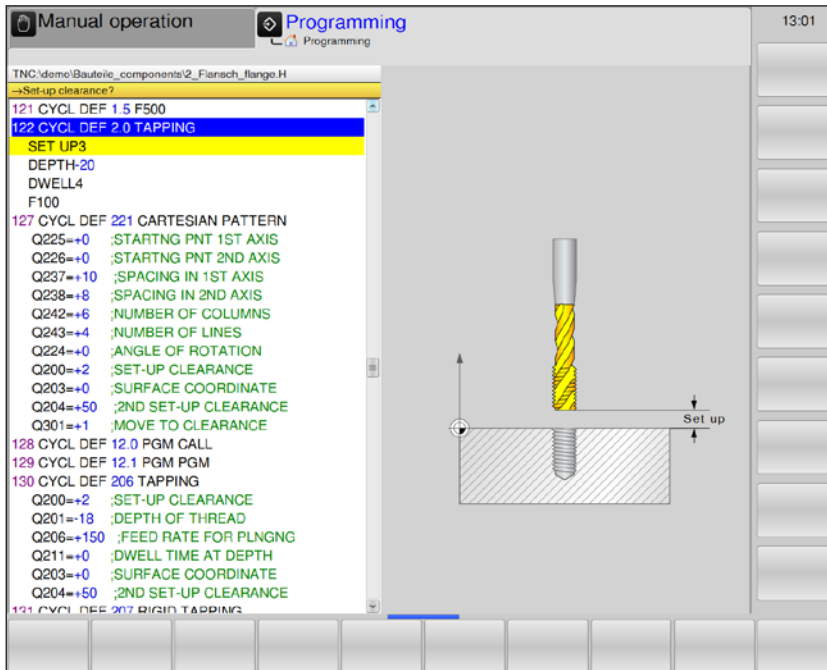 Manual operation
Programming
Programming
13:01
TNC:\demo\Bauteile_components\2_Flansch_flange.H
→Set-up clearance?
121 CYCL DEF 1.5 F500
122 CYCL DEF 2.0 TAPPING
SET UP3
DEPTH-20
DWELL4
F100
127 CYCL DEF 221 CARTESIAN PATTERN
Q225=+0 ;STARTNG PNT 1ST AXIS
Q226=+0 ;STARTNG PNT 2ND AXIS
Q237=+10 ;SPACING IN 1ST AXIS
Q238=+8 ;SPACING IN 2ND AXIS
Q242=+6 ;NUMBER OF COLUMNS
Q243=+4 ;NUMBER OF LINES
Q224=+0 ;ANGLE OF ROTATION
Q200=+2 ;SET-UP CLEARANCE
Q203=+0 ;SURFACE COORDINATE
Q204=+50 ;2ND SET-UP CLEARANCE
Q301=+1 ;MOVE TO CLEARANCE
128 CYCL DEF 12.0 PGM CALL
129 CYCL DEF 12.1 PGM PGM
130 CYCL DEF 206 TAPPING
Q200=+2 ;SET-UP CLEARANCE
Q201=-18 ;DEPTH OF THREAD
Q206=+150 ;FEED RATE FOR PLNGNG
Q211=+0 ;DWELL TIME AT DEPTH
Q203=+0 ;SURFACE COORDINATE
Q204=+50 ;2ND SET-UP CLEARANCE
131 CYCL DEF 207 RIGID TAPPING
Set up